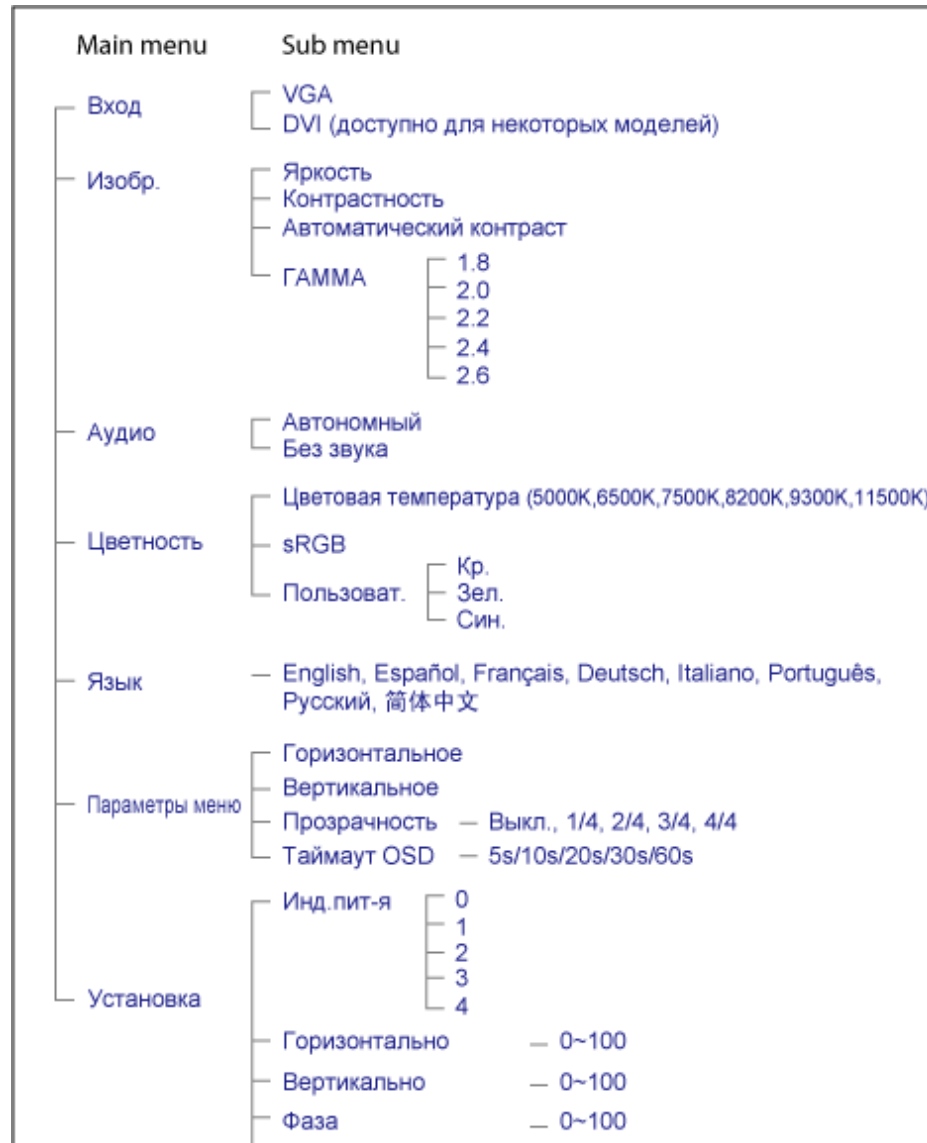 Main menu Sub menu
Вход
VGA
DVI (доступно для некоторых моделей)
Изобр.
Яркость
Контрастность
Автоматический контраст
ГАММА
1.8
2.0
2.2
2.4
2.6
Аудио
Автономный
Без звука
Цветность
Цветовая температура (5000K,6500K,7500K,8200K,9300K,11500K)
sRGB
Пользоват.
Кр.
Зел.
Син.
Язык
English, Español, Français, Deutsch, Italiano, Português,
Русский, 简体中文
Параметры меню
Горизонтальное
Вертикальное
Прозрачность — Выкл., 1/4, 2/4, 3/4, 4/4
Таймаут OSD — 5s/10s/20s/30s/60s
Установка
Инд.пит-я
0
1
2
3
4
Горизонтально — 0~100
Вертикально — 0~100
Фаза — 0~100